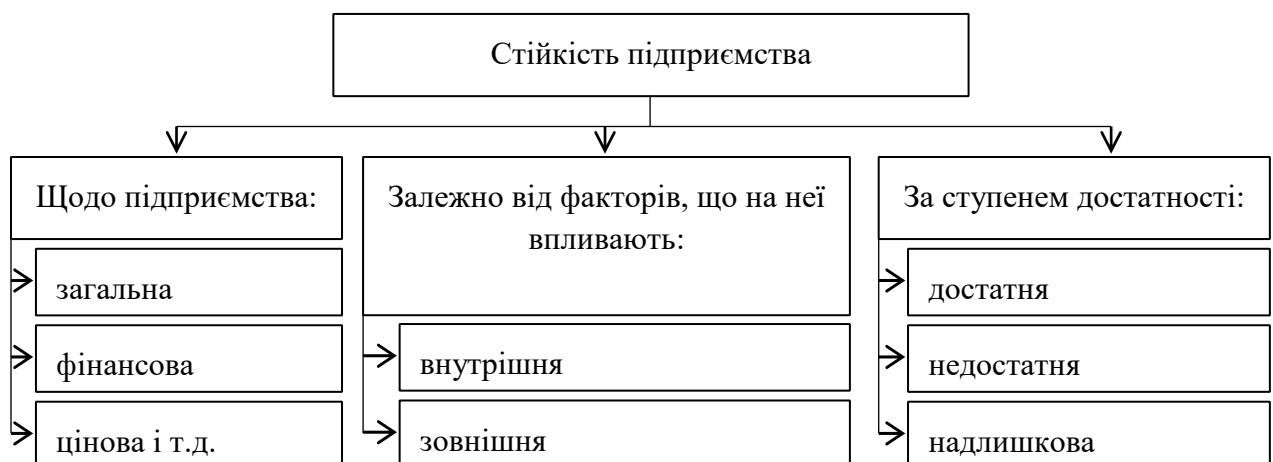 Стійкість підприємства
Щодо підприємства:
загальна
фінансова
цінова і т.д.
Залежно від факторів, що на неї
впливають:
внутрішня
зовнішня
За ступенем достатності:
достатня
недостатня
надлишкова